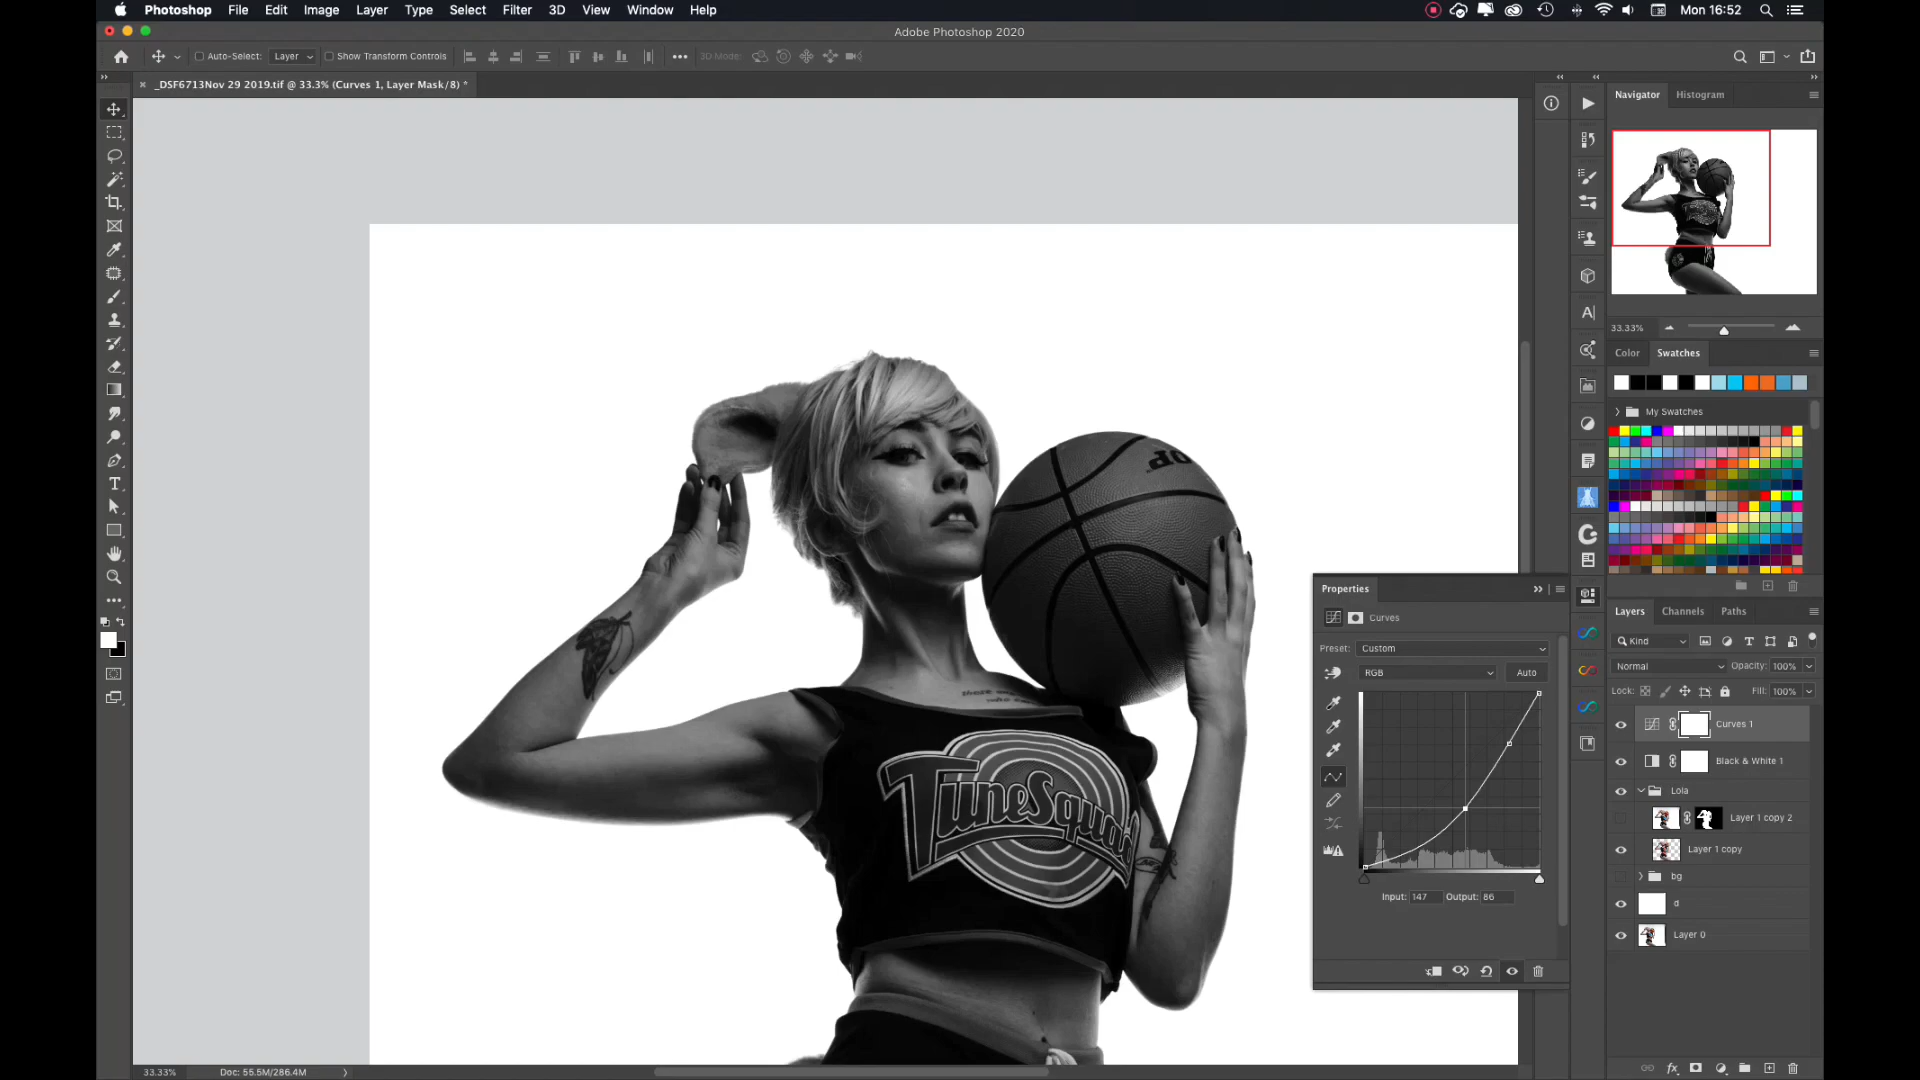 Photoshop File Edit Image Layer Type Select Filter 3D View Window Help Mon 16:52
Adobe Photoshop 2020
Auto-Select: Layer Show Transform Controls 3D Mode:
_DSF6713Nov 29 2019.tif @ 33.3% (Curves 1, Layer Mask/8) *
Navigator Histogram
33.33%
Color Swatches
My Swatches
TuneSquad
Properties
Curves
Preset: Custom
RGB Auto
Input: 147 Output: 86
Layers Channels Paths
Kind
Normal Opacity: 100%
Lock: Fill: 100%
Curves 1
Black & White 1
Lola
Layer 1 copy 2
Layer 1 copy
bg
d
Layer 0
33.33% Doc: 55.5M/286.4M